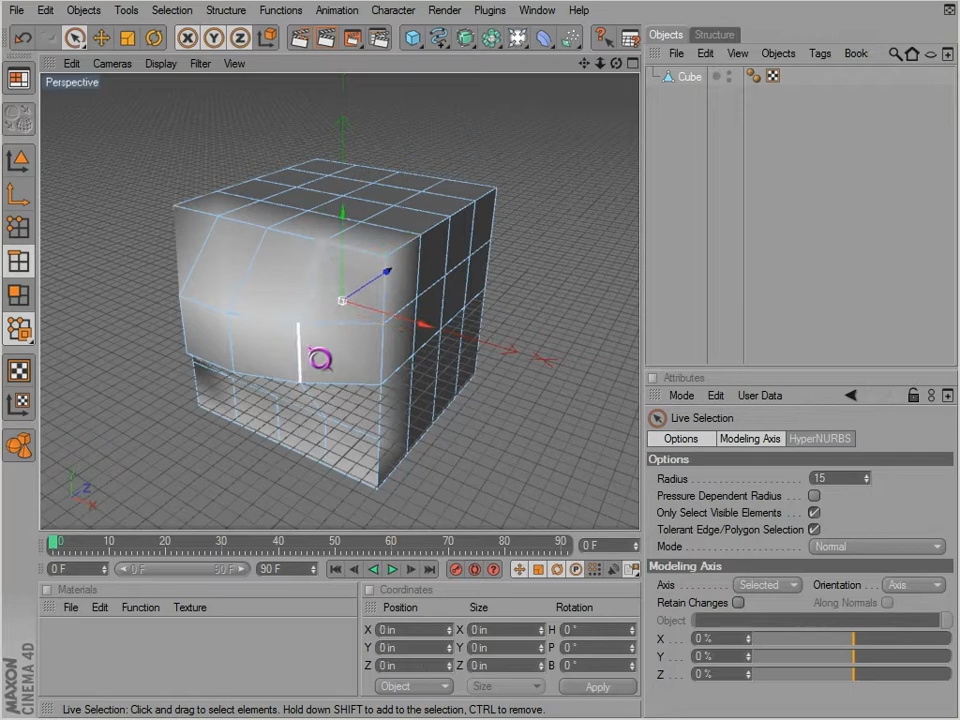 File Edit Objects Tools Selection Structure Functions Animation Character Render Plugins Window Help
X Y Z
Objects Structure
Edit Cameras Display Filter View
File Edit View Objects Tags Book
Perspective
Cube
Attributes
Mode Edit User Data
Live Selection
Options Modeling Axis HyperNURBS
Options
Radius 15
Pressure Dependent Radius
Only Select Visible Elements
Tolerant Edge/Polygon Selection
Mode Normal
Modeling Axis
Axis Selected Orientation Axis
Retain Changes Along Normals
Object
X 0 %
Y 0 %
Z 0 %
Y Z X
0 10 20 30 40 50 60 70 80 90 0 F
0 F 0 F 90 F 90 F
Materials
File Edit Function Texture
Coordinates
Position Size Rotation
X 0 in X 0 in H 0 °
Y 0 in Y 0 in P 0 °
Z 0 in Z 0 in B 0 °
Object Size Apply
MAXON CINEMA 4D
Live Selection: Click and drag to select elements. Hold down SHIFT to add to the selection, CTRL to remove.